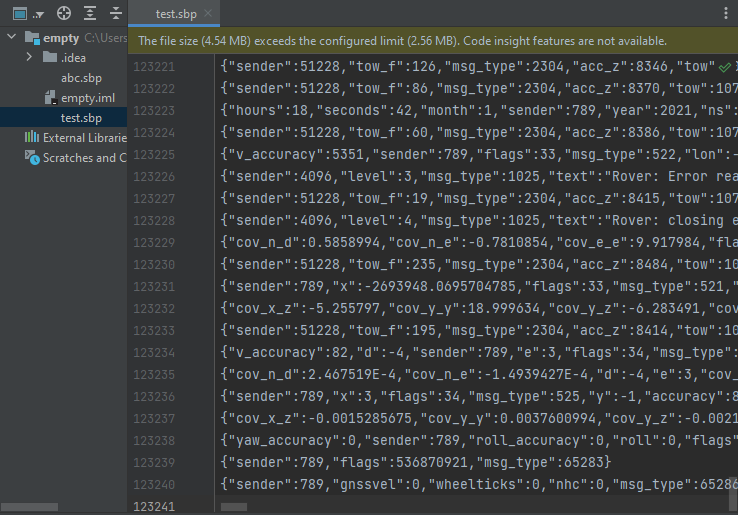 ..
test.sbp
empty C:\Users
The file size (4.54 MB) exceeds the configured limit (2.56 MB). Code insight features are not available.
.idea
abc.sbp
empty.iml
test.sbp
External Librarie
Scratches and C
123221 {"sender":51228,"tow_f":126,"msg_type":2304,"acc_z":8346,"tow"
123222 {"sender":51228,"tow_f":86,"msg_type":2304,"acc_z":8370,"tow":107
123223 {"hours":18,"seconds":42,"month":1,"sender":789,"year":2021,"ns":
123224 {"sender":51228,"tow_f":60,"msg_type":2304,"acc_z":8386,"tow":107
123225 {"v_accuracy":5351,"sender":789,"flags":33,"msg_type":522,"lon":-
123226 {"sender":4096,"level":3,"msg_type":1025,"text":"Rover: Error rea
123227 {"sender":51228,"tow_f":19,"msg_type":2304,"acc_z":8415,"tow":107
123228 {"sender":4096,"level":4,"msg_type":1025,"text":"Rover: closing e
123229 {"cov_n_d":0.5858994,"cov_n_e":-0.7810854,"cov_e_e":9.917984,"fla
123230 {"sender":51228,"tow_f":235,"msg_type":2304,"acc_z":8484,"tow":10
123231 {"sender":789,"x":-2693948.0695704785,"flags":33,"msg_type":521,"
123232 {"cov_x_z":-5.255797,"cov_y_y":18.999634,"cov_y_z":-6.283491,"cov
123233 {"sender":51228,"tow_f":195,"msg_type":2304,"acc_z":8414,"tow":10
123234 {"v_accuracy":82,"d":-4,"sender":789,"e":3,"flags":34,"msg_type":
123235 {"cov_n_d":2.467519E-4,"cov_n_e":-1.4939427E-4,"d":-4,"e":3,"cov_
123236 {"sender":789,"x":3,"flags":34,"msg_type":525,"y":-1,"accuracy":8
123237 {"cov_x_z":-0.0015285675,"cov_y_y":0.0037600994,"cov_y_z":-0.0021
123238 {"yaw_accuracy":0,"sender":789,"roll_accuracy":0,"roll":0,"flags"
123239 {"sender":789,"flags":536870921,"msg_type":65283}
123240 {"sender":789,"gnssvel":0,"wheelticks":0,"nhc":0,"msg_type":65286
123241